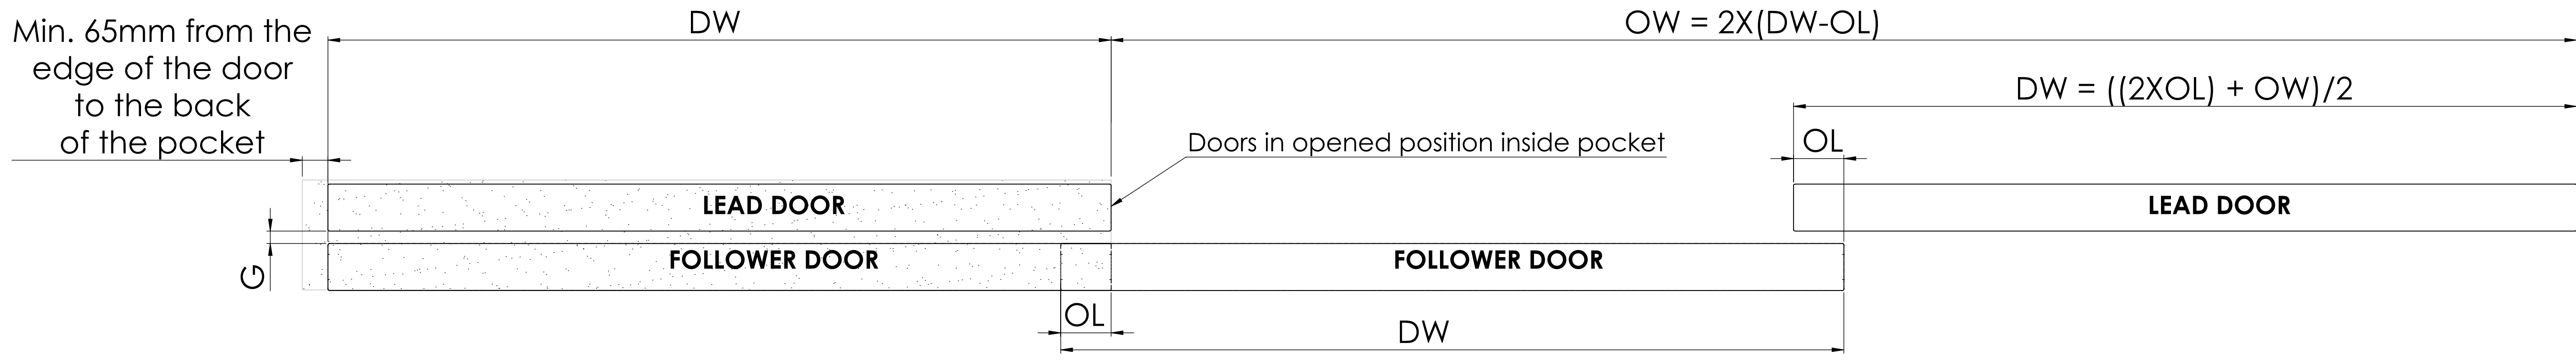 Min. 65mm from the
edge of the door
to the back
of the pocket
DW
OW = 2X(DW-OL)
DW = ((2XOL) + OW)/2
Doors in opened position inside pocket
OL
LEAD DOOR
LEAD DOOR
G
FOLLOWER DOOR
FOLLOWER DOOR
OL
DW